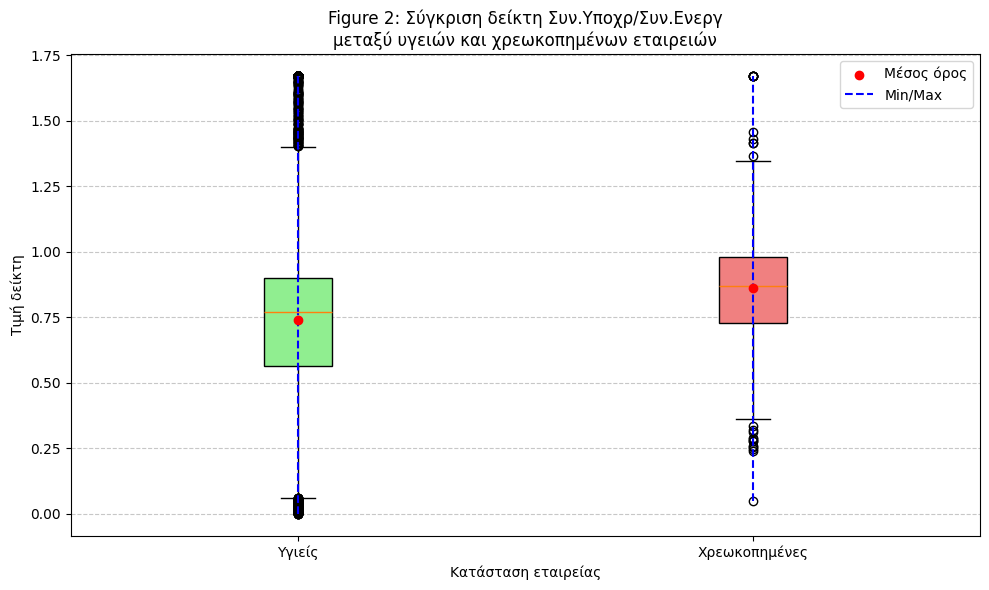 Figure 2: Σύγκριση δείκτη Συν.Υποχρ/Συν.Ενεργ
μεταξύ υγειών και χρεωκοπημένων εταιρειών
Μέσος όρος
Min/Max
Τιμή δείκτη
1.75
1.50
1.25
1.00
0.75
0.50
0.25
0.00
Υγιείς
Χρεωκοπημένες
Κατάσταση εταιρείας